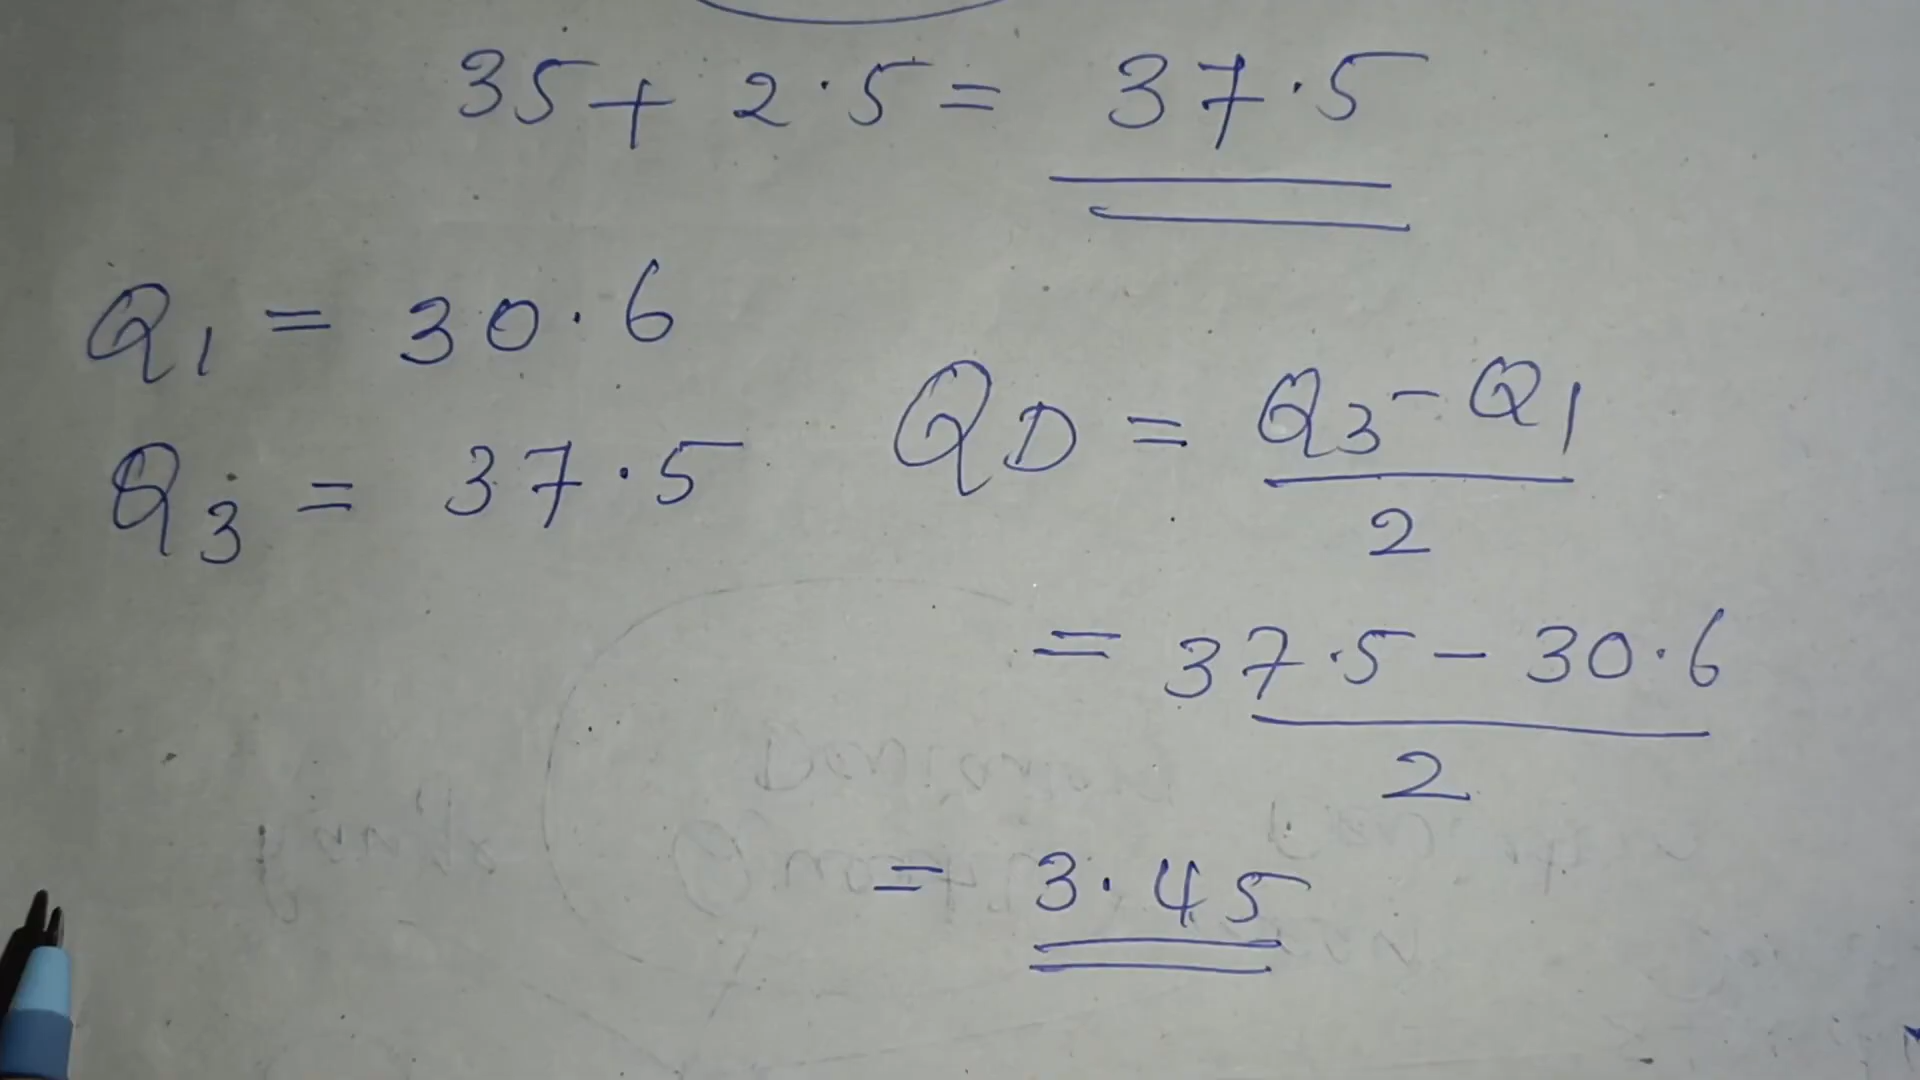 35 + 2.5 = 37.5
Q1 = 30.6
Q3 = 37.5
QD = Q3 - Q1
2
= 37.5 - 30.6
2
= 3.45